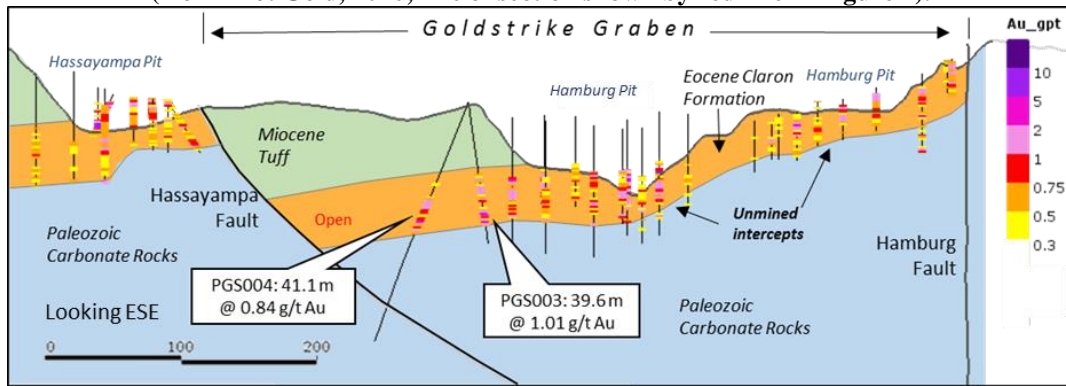 Goldstrike Graben
Au_gpt
Hassayampa Pit
Hamburg Pit
Eocene Claron
Formation
Hamburg Pit
10
5
2
1
0.75
0.5
0.3
Miocene
Tuff
Hassayampa
Fault
Open
Unmined
intercepts
Hamburg
Fault
Paleozoic
Carbonate Rocks
PGS004: 41.1 m
@ 0.84 g/t Au
PGS003: 39.6 m
@ 1.01 g/t Au
Paleozoic
Carbonate Rocks
Looking ESE
0 100 200